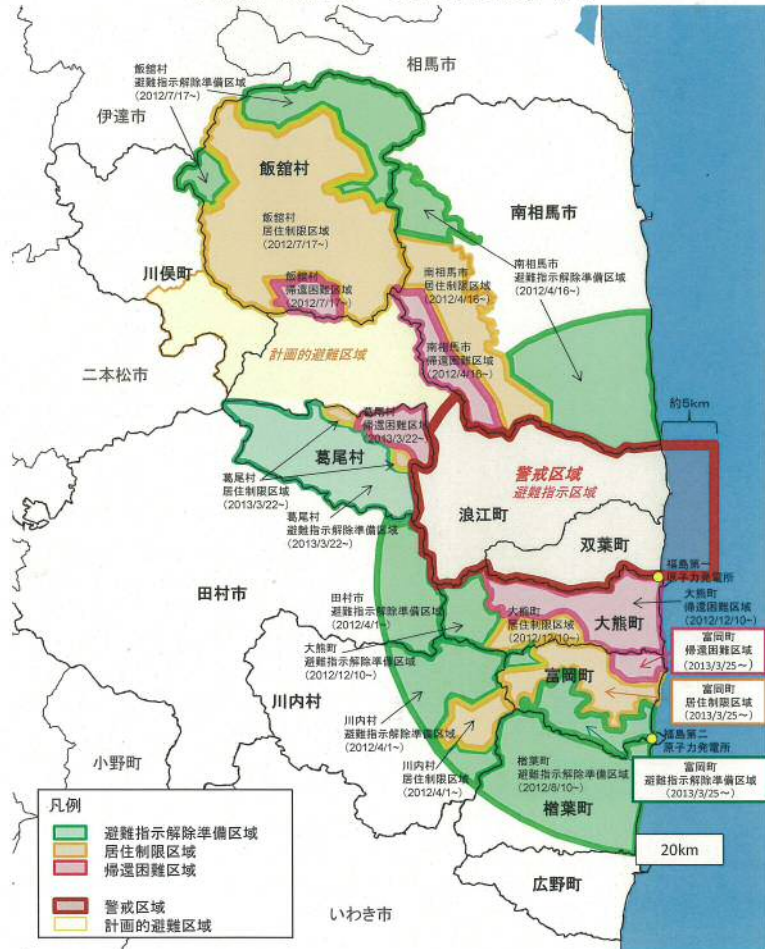 相馬市
飯舘村
避難指示解除準備区域
(2012/7/17~)
伊達市
飯舘村
南相馬市
飯舘村
居住制限区域
(2012/7/17~)
南相馬市
避難指示解除準備区域
(2012/4/16~)
川俣町
飯舘村
帰還困難区域
(2012/7/17~)
南相馬市
居住制限区域
(2012/4/16~)
計画的避難区域
南相馬市
帰還困難区域
(2012/4/16~)
二本松市
約5km
葛尾村
帰還困難区域
(2013/3/22~)
葛尾村
葛尾村
居住制限区域
(2013/3/22~)
警戒区域
避難指示区域
葛尾村
避難指示解除準備区域
(2013/3/22~)
浪江町
双葉町
福島第一
原子力発電所
田村市
田村市
避難指示解除準備区域
(2012/4/1~)
大熊町
居住制限区域
(2012/12/10~)
大熊町
大熊町
帰還困難区域
(2012/12/10~)
大熊町
避難指示解除準備区域
(2012/12/10~)
富岡町
帰還困難区域
(2013/3/25~)
富岡町
富岡町
居住制限区域
(2013/3/25~)
川内村
川内村
避難指示解除準備区域
(2012/4/1~)
福島第二
原子力発電所
小野町
川内村
居住制限区域
(2012/4/1~)
楢葉町
避難指示解除準備区域
(2012/8/10~)
楢葉町
富岡町
避難指示解除準備区域
(2013/3/25~)
20km
凡例
避難指示解除準備区域
居住制限区域
帰還困難区域
警戒区域
計画的避難区域
広野町
いわき市